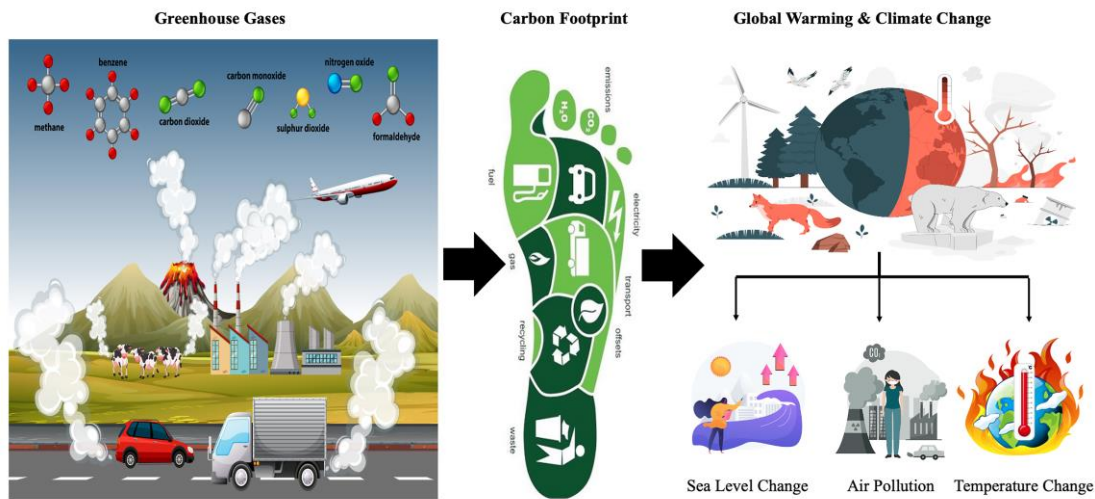 Greenhouse Gases
Carbon Footprint
Global Warming & Climate Change
methane
benzene
carbon dioxide
carbon monoxide
sulphur dioxide
nitrogen oxide
formaldehyde
emissions
H₂O
CO₂
fuel
electricity
gas
transport
recycling
offsets
waste
CO₂
°C
Sea Level Change
Air Pollution
Temperature Change